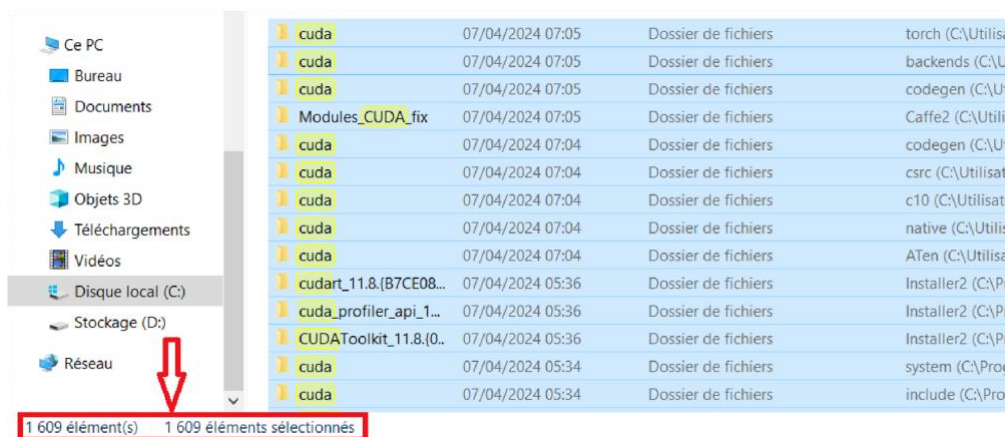 Ce PC
Bureau
Documents
Images
Musique
Objets 3D
Téléchargements
Vidéos
Disque local (C:)
Stockage (D:)
Réseau
cuda 07/04/2024 07:05 Dossier de fichiers torch (C:\Utilisa
cuda 07/04/2024 07:05 Dossier de fichiers backends (C:\U
cuda 07/04/2024 07:05 Dossier de fichiers codegen (C:\Ut
Modules_CUDA_fix 07/04/2024 07:05 Dossier de fichiers Caffe2 (C:\Utili
cuda 07/04/2024 07:04 Dossier de fichiers codegen (C:\Ut
cuda 07/04/2024 07:04 Dossier de fichiers csrc (C:\Utilisat
cuda 07/04/2024 07:04 Dossier de fichiers c10 (C:\Utilisat
cuda 07/04/2024 07:04 Dossier de fichiers native (C:\Utilis
cuda 07/04/2024 07:04 Dossier de fichiers ATen (C:\Utilisa
cudart_11.8.{B7CE08... 07/04/2024 05:36 Dossier de fichiers Installer2 (C:\P
cuda_profiler_api_1... 07/04/2024 05:36 Dossier de fichiers Installer2 (C:\P
CUDAToolkit_11.8.{0... 07/04/2024 05:36 Dossier de fichiers Installer2 (C:\P
cuda 07/04/2024 05:34 Dossier de fichiers system (C:\Prog
cuda 07/04/2024 05:34 Dossier de fichiers include (C:\Pro
1 609 élément(s) 1 609 éléments sélectionnés